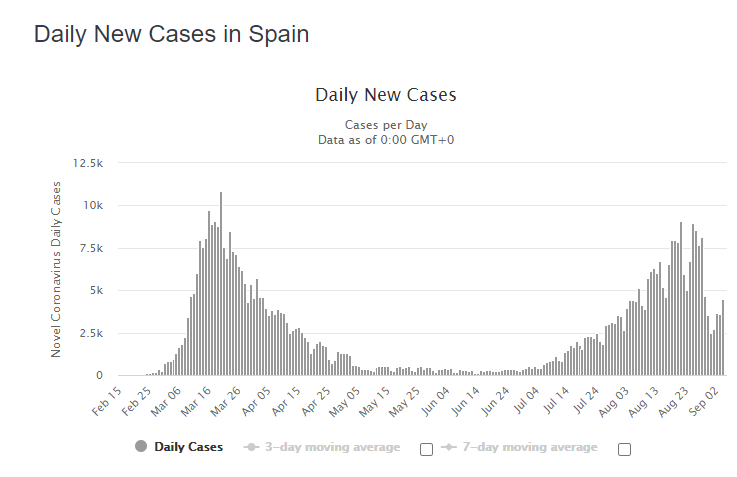 Daily New Cases in Spain
Daily New Cases
Cases per Day
Data as of 0:00 GMT+0
Novel Coronavirus Daily Cases
12.5k
10k
7.5k
5k
2.5k
0
Feb 15
Feb 25
Mar 06
Mar 16
Mar 26
Apr 05
Apr 15
Apr 25
May 05
May 15
May 25
Jun 04
Jun 14
Jun 24
Jul 04
Jul 14
Jul 24
Aug 03
Aug 13
Aug 23
Sep 02
Daily Cases
3-day moving average
7-day moving average